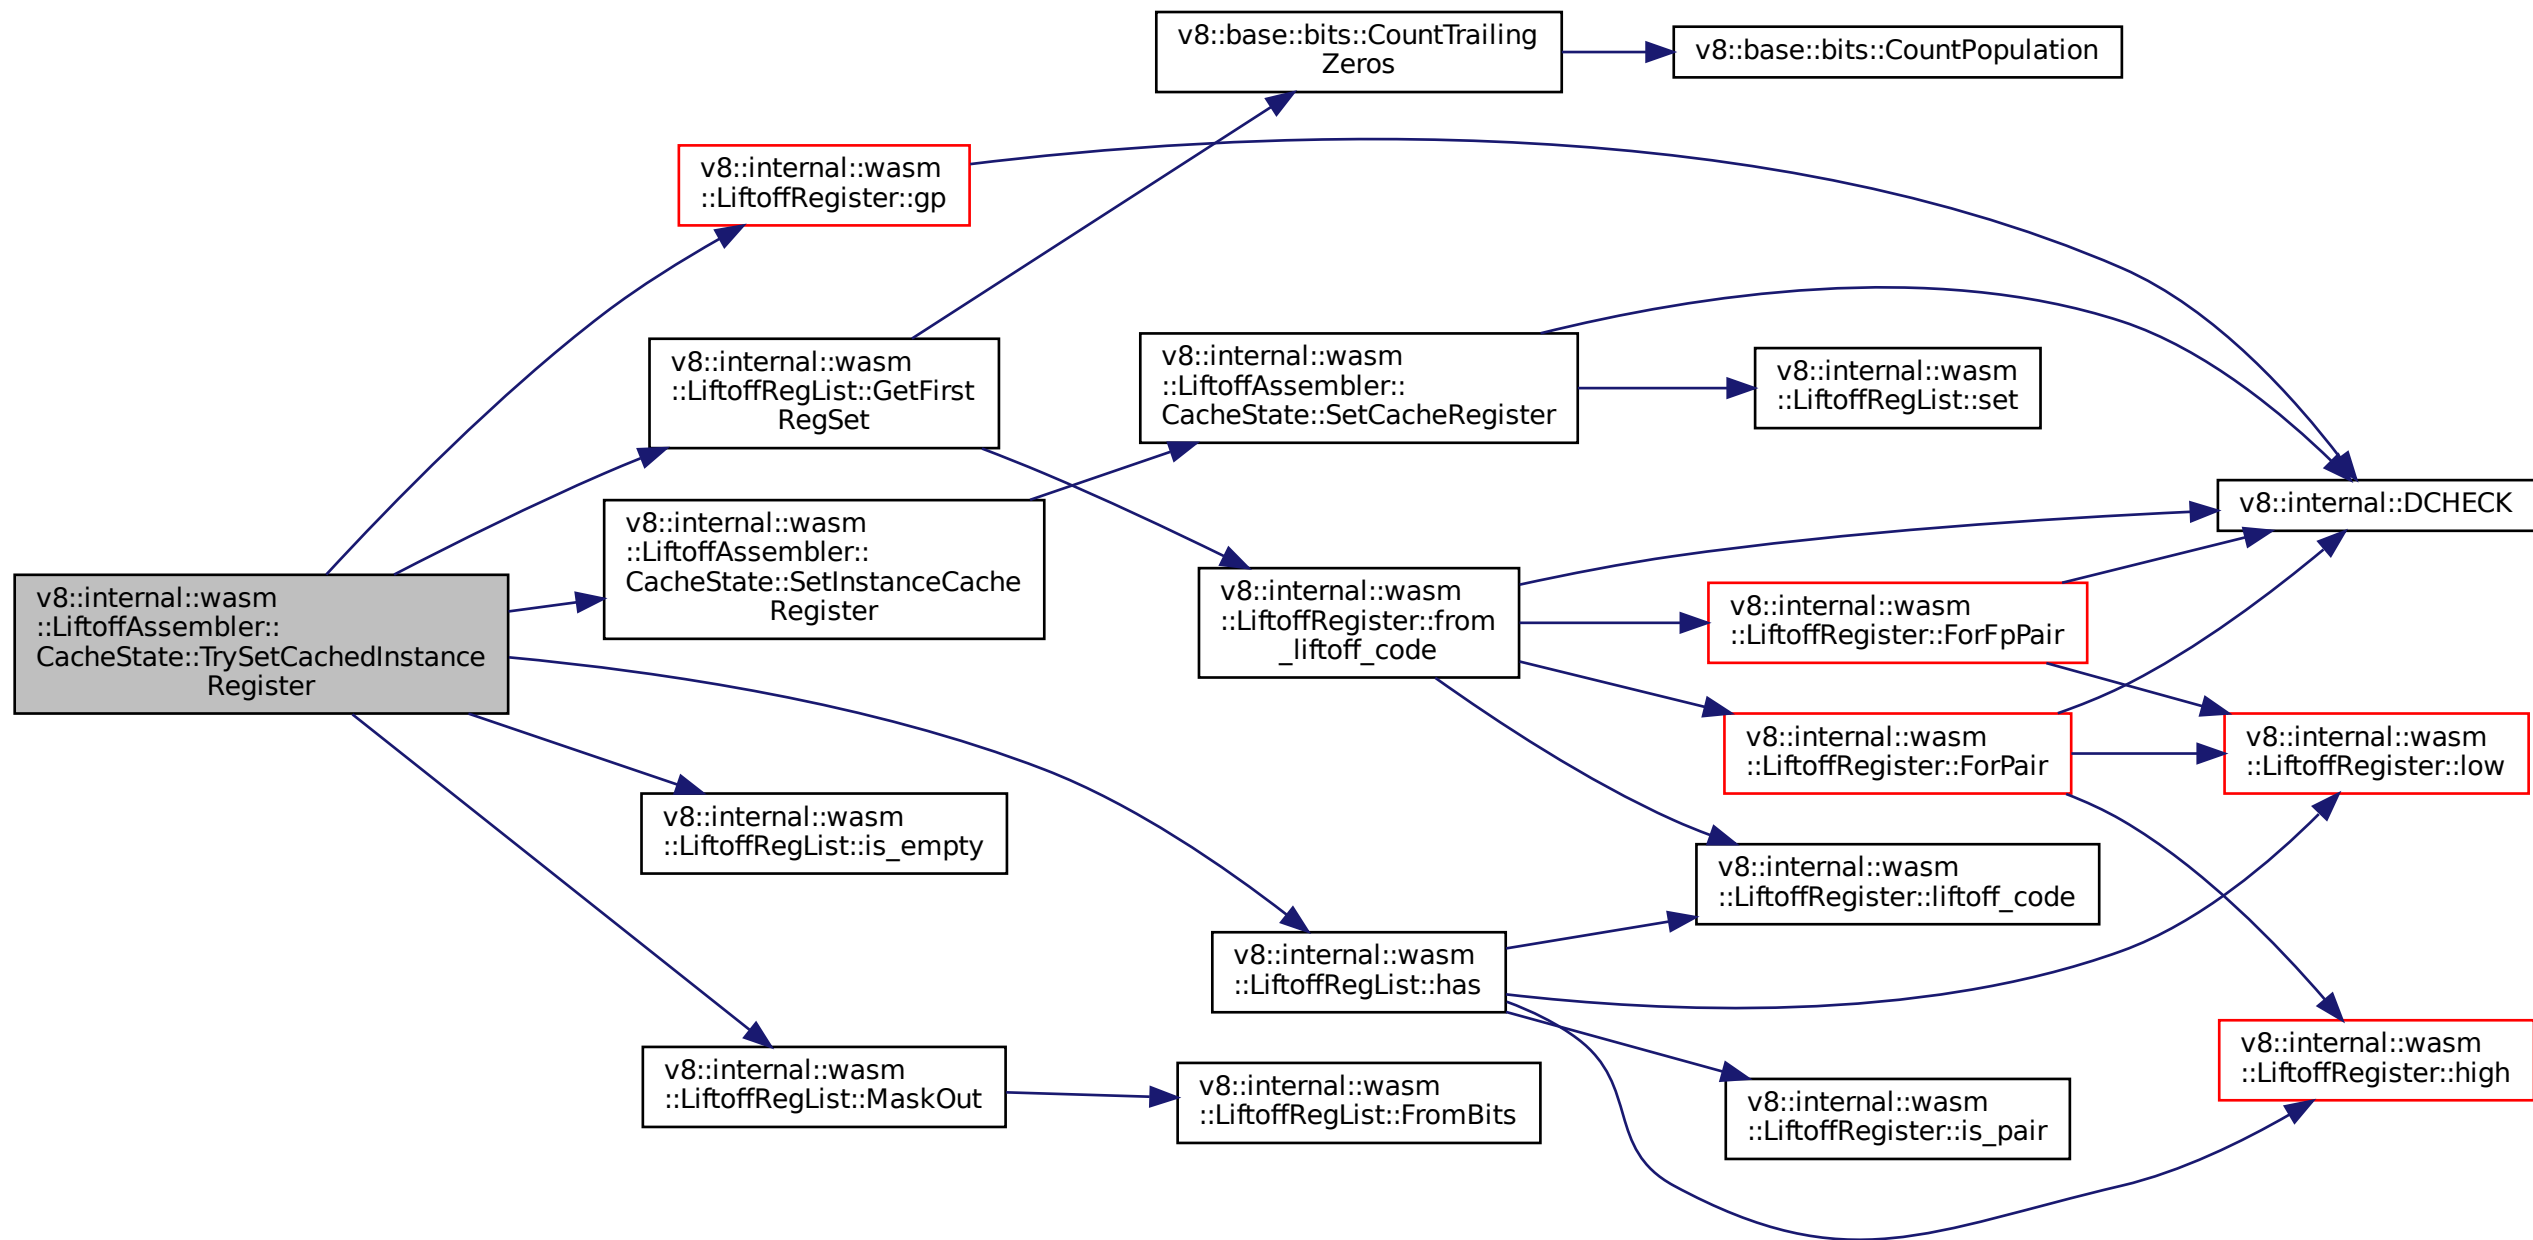 v8::internal::wasm
::LiftoffAssembler::
CacheState::TrySetCachedInstance
Register
v8::internal::wasm
::LiftoffRegister::gp
v8::internal::wasm
::LiftoffRegList::GetFirst
RegSet
v8::internal::wasm
::LiftoffAssembler::
CacheState::SetInstanceCache
Register
v8::internal::wasm
::LiftoffRegList::is_empty
v8::internal::wasm
::LiftoffRegList::MaskOut
v8::base::bits::CountTrailing
Zeros
v8::internal::wasm
::LiftoffAssembler::
CacheState::SetCacheRegister
v8::internal::wasm
::LiftoffRegister::from
_liftoff_code
v8::internal::wasm
::LiftoffRegList::has
v8::internal::wasm
::LiftoffRegList::FromBits
v8::base::bits::CountPopulation
v8::internal::wasm
::LiftoffRegList::set
v8::internal::wasm
::LiftoffRegister::ForFpPair
v8::internal::wasm
::LiftoffRegister::ForPair
v8::internal::wasm
::LiftoffRegister::liftoff_code
v8::internal::wasm
::LiftoffRegister::is_pair
v8::internal::DCHECK
v8::internal::wasm
::LiftoffRegister::low
v8::internal::wasm
::LiftoffRegister::high